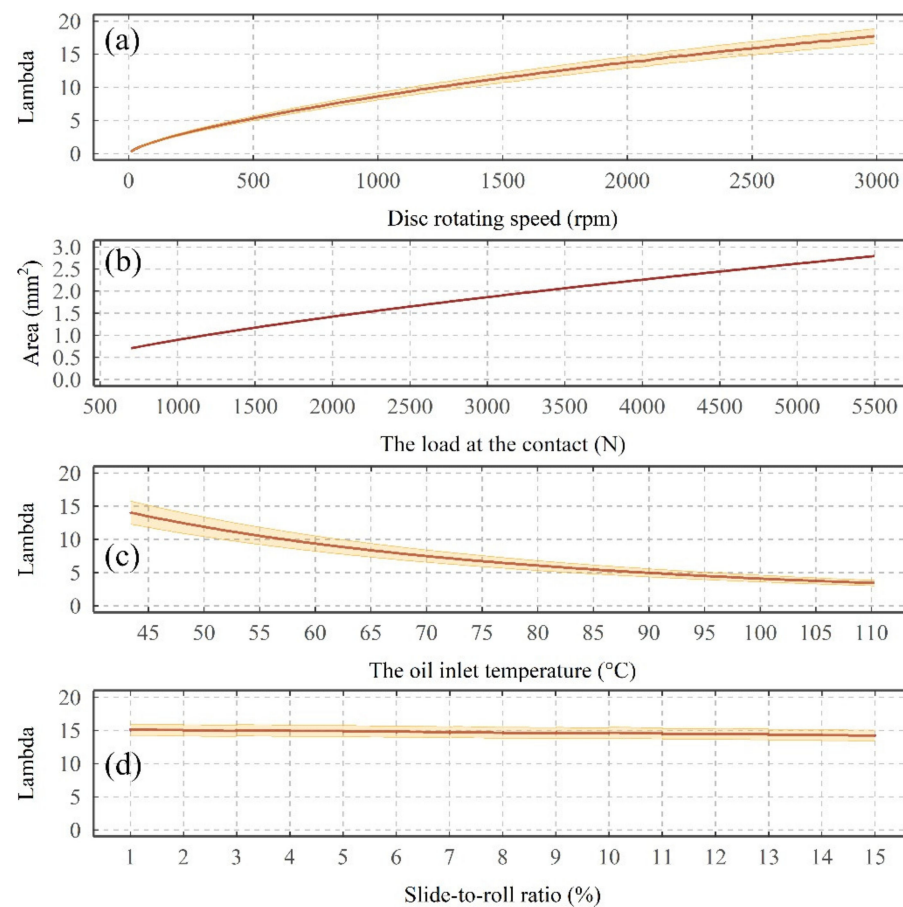 20
15
10
5
0
Lambda
(a)
0 500 1000 1500 2000 2500 3000
Disc rotating speed (rpm)
3.0
2.5
2.0
1.5
1.0
0.5
0.0
Area (mm²)
(b)
500 1000 1500 2000 2500 3000 3500 4000 4500 5000 5500
The load at the contact (N)
20
15
10
5
0
Lambda
(c)
45 50 55 60 65 70 75 80 85 90 95 100 105 110
The oil inlet temperature (°C)
20
15
10
5
0
Lambda
(d)
1 2 3 4 5 6 7 8 9 10 11 12 13 14 15
Slide-to-roll ratio (%)